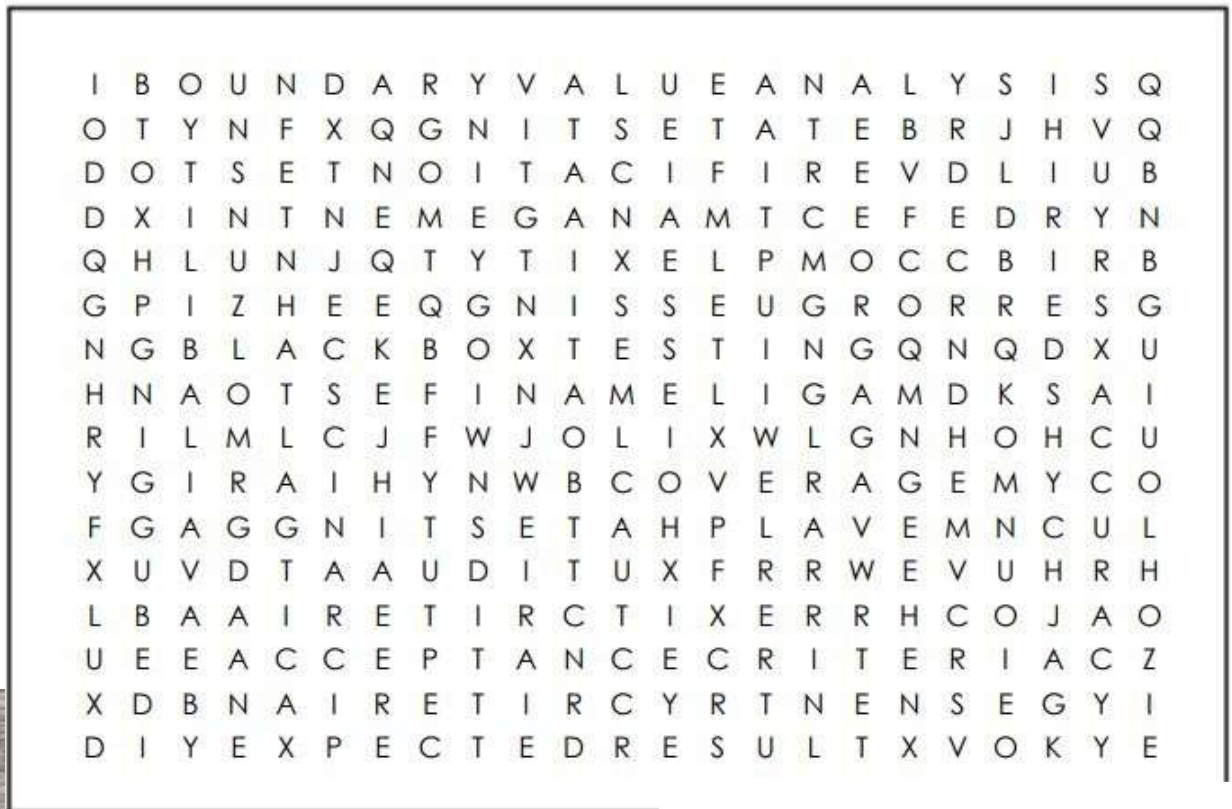 I B O U N D A R Y V A L U E A N A L Y S I S Q
O T Y N F X Q G N I T S E T A T E B R J H V Q
D O T S E T N O I T A C I F I R E V D L I U B
D X I N T N E M E G A N A M T C E F E D R Y N
Q H L U N J Q T Y T I X E L P M O C C B I R B
G P I Z H E E Q G N I S S E U G R O R R E S G
N G B L A C K B O X T E S T I N G Q N Q D X U
H N A O T S E F I N A M E L I G A M D K S A I
R I L M L C J F W J O L I X W L G N H O H C U
Y G I R A I H Y N W B C O V E R A G E M Y C O
F G A G G N I T S E T A H P L A V E M N C U L
X U V D T A A U D I T U X F R R W E V U H R H
L B A A I R E T I R C T I X E R R H C O J A O
U E E A C C E P T A N C E C R I T E R I A C Z
X D B N A I R E T I R C Y R T N E N S E G Y I
D I Y E X P E C T E D R E S U L T X V O K Y E